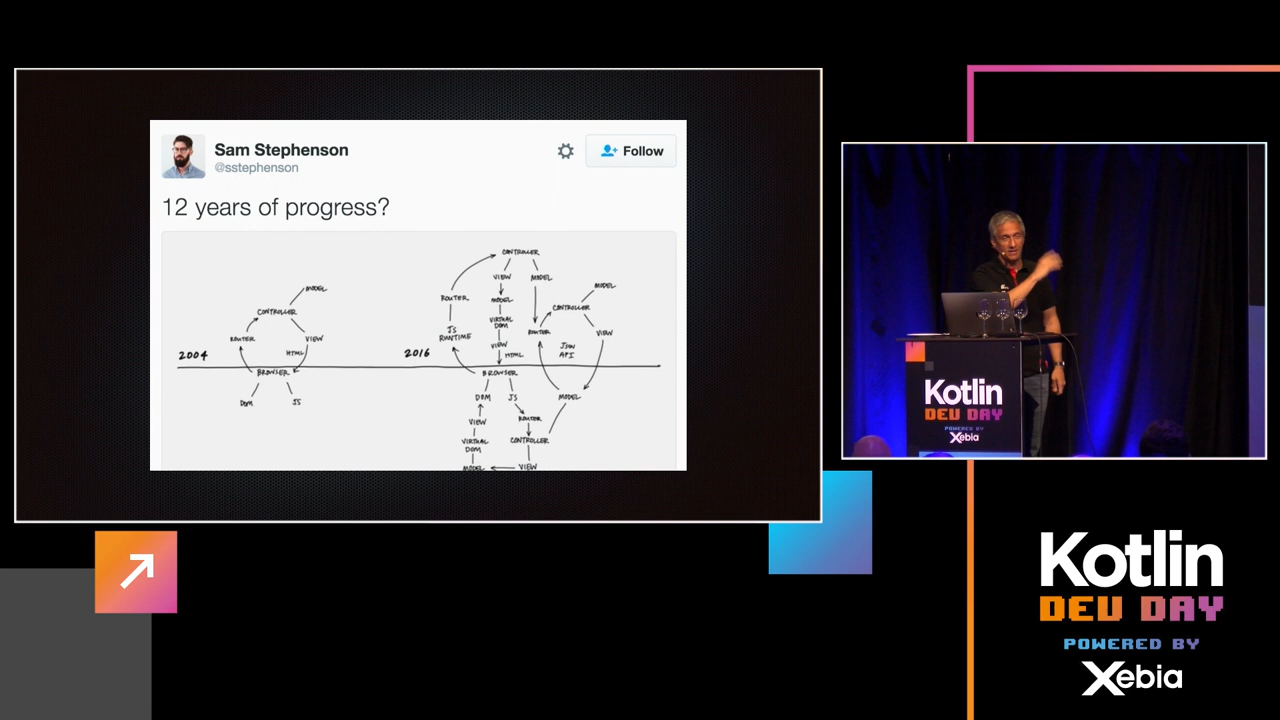 Sam Stephenson
@sstephenson
Follow
12 years of progress?
2004
MODEL
CONTROLLER
ROUTER
VIEW
HTML
BROWSER
DOM
JS
2016
CONTROLLER
VIEW
MODEL
ROUTER
MODEL
VIRTUAL
DOM
JS
RUNTIME
VIEW
HTML
MODEL
CONTROLLER
ROUTER
VIEW
JSON
API
BROWSER
DOM
JS
MODEL
VIEW
ROUTER
VIRTUAL
DOM
CONTROLLER
MODEL
VIEW
Kotlin
DEV DAY
POWERED BY
Xebia
Kotlin
DEV DAY
POWERED BY
Xebia